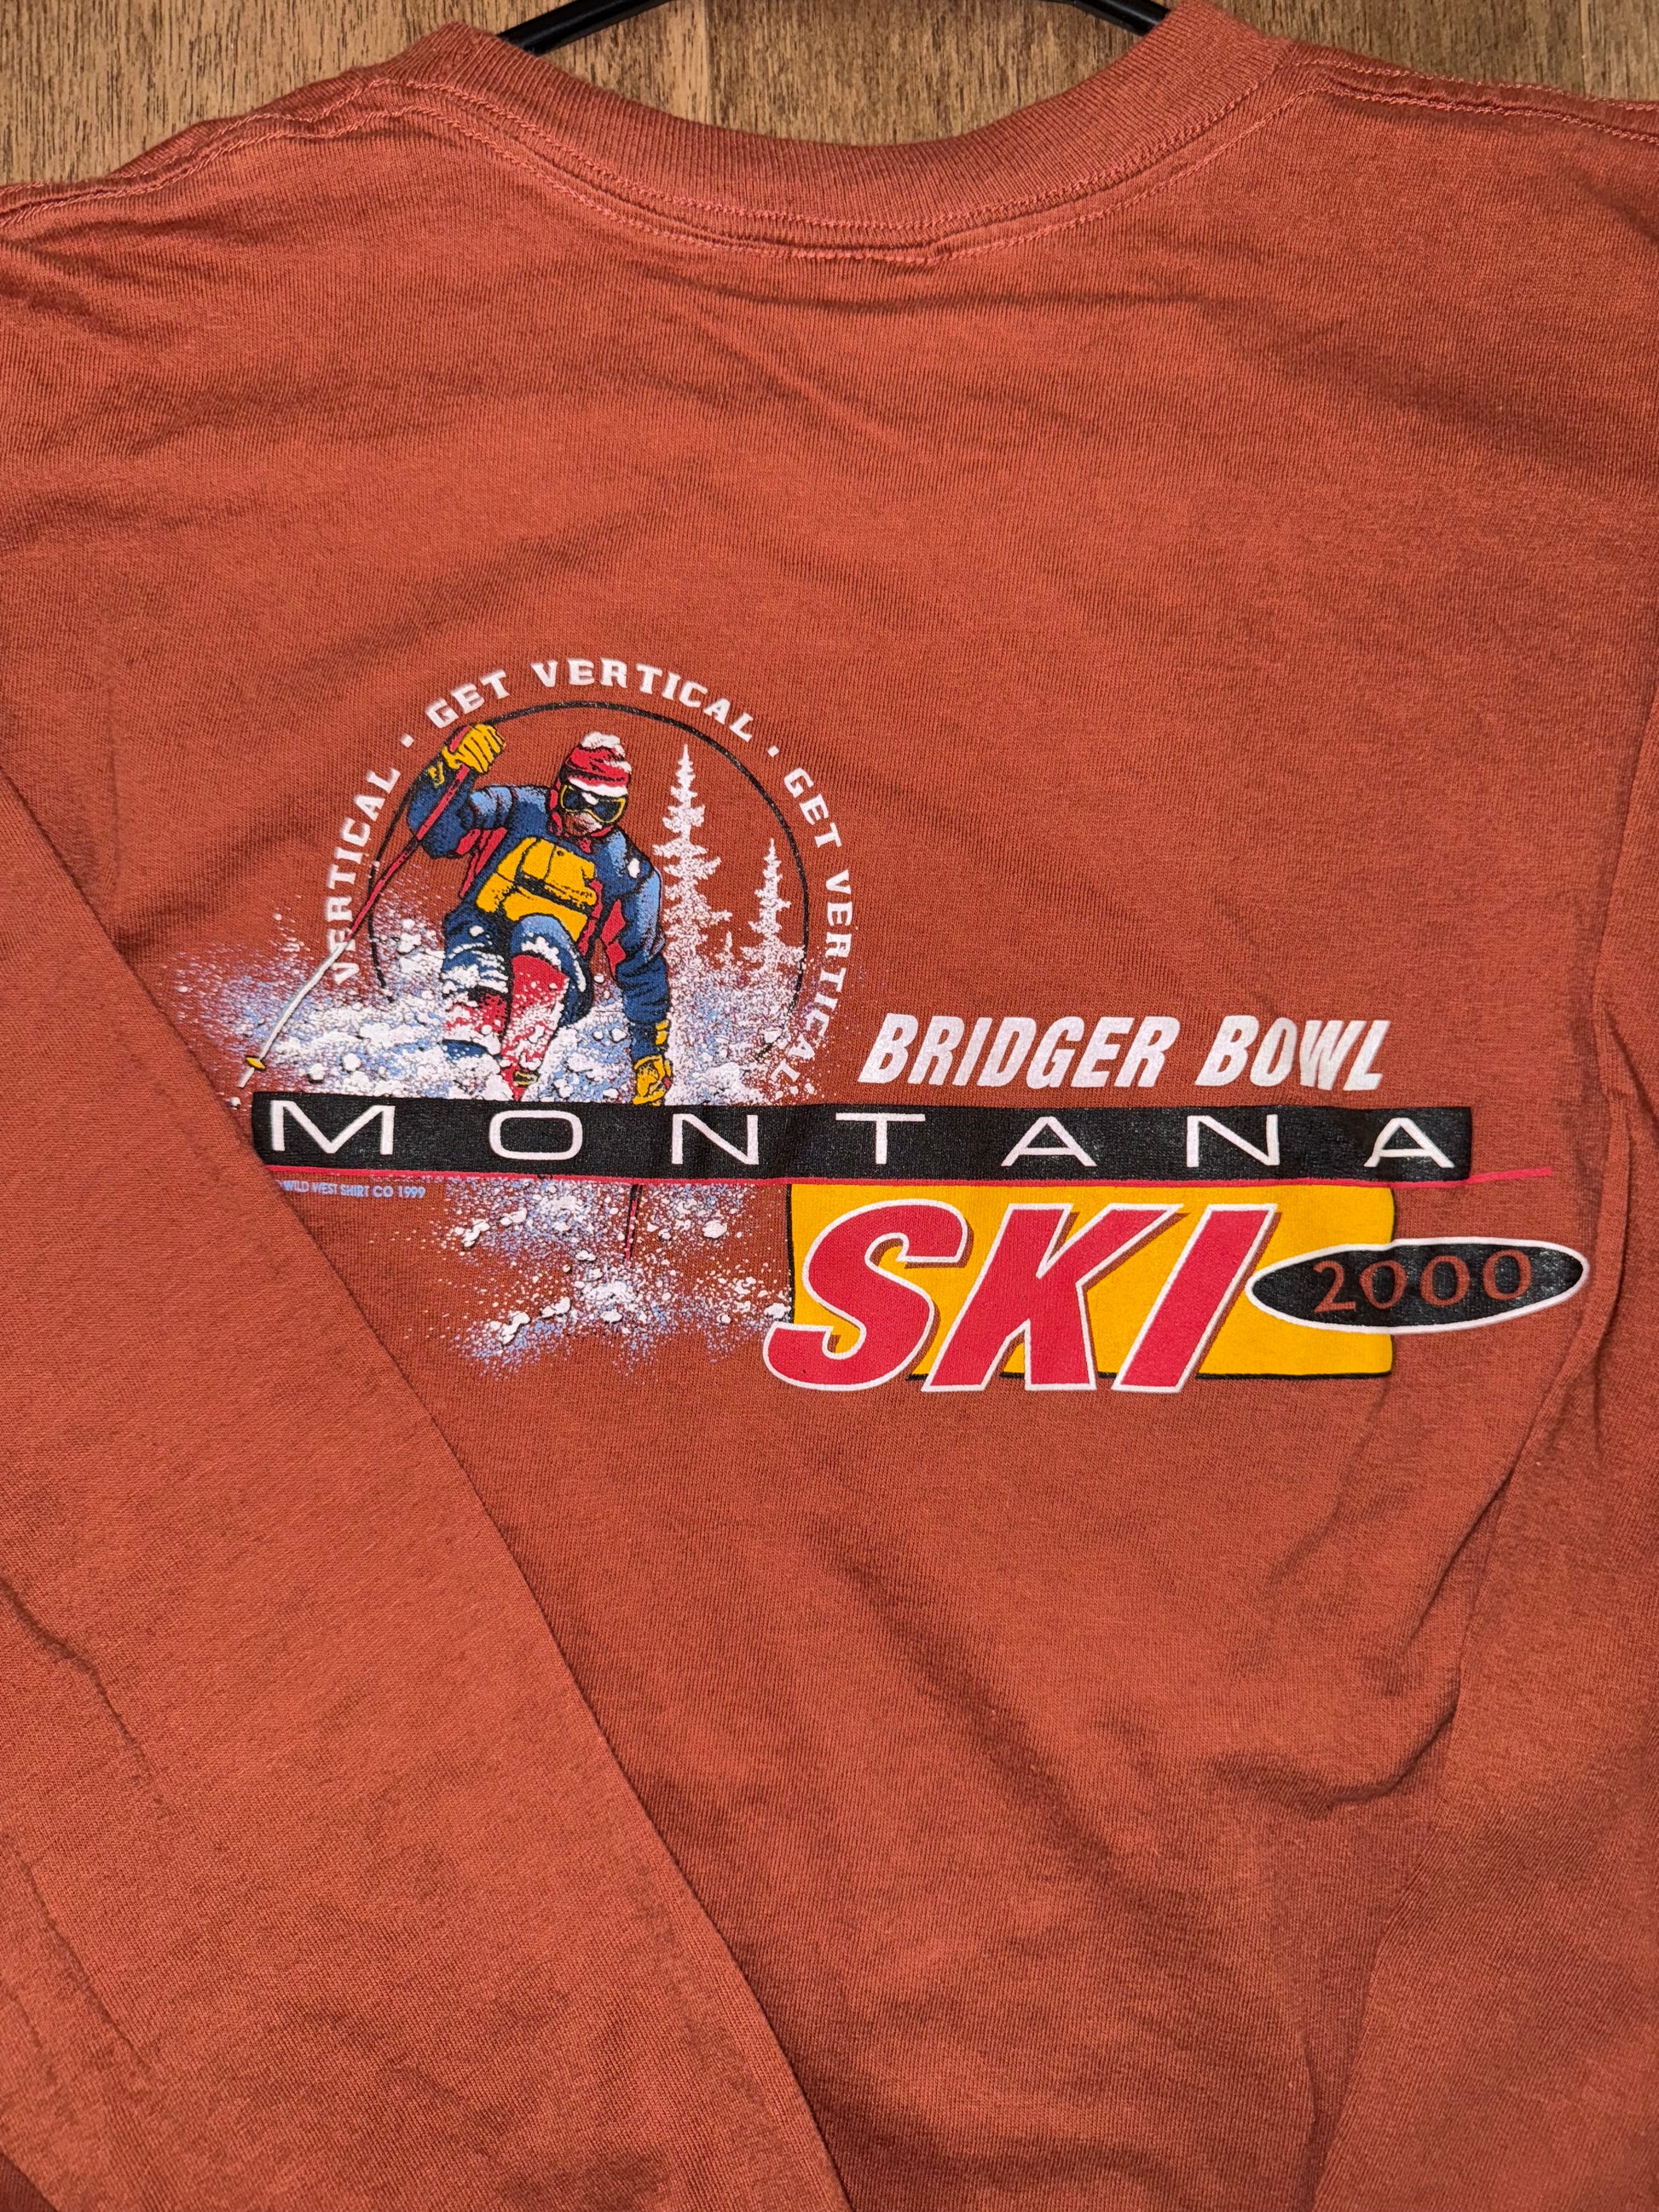 VERTICAL · GET VERTICAL · GET VERTICAL ·
BRIDGER BOWL
MONTANA
WILD WEST SHIRT CO 1999
SKI
2000